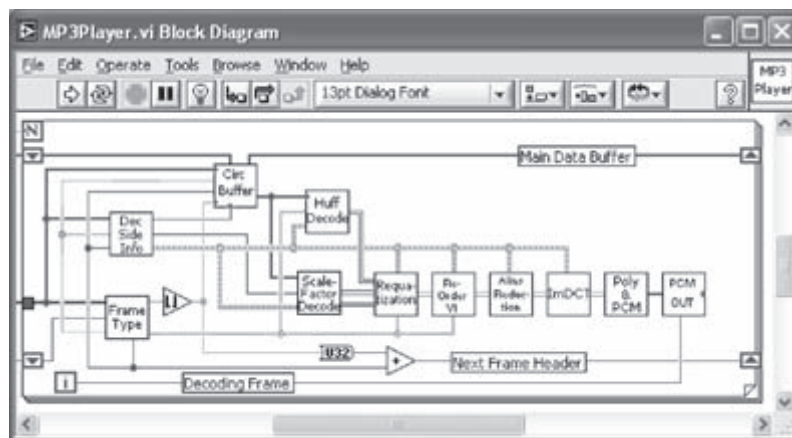 MP3Player.vi Block Diagram
File Edit Operate Tools Browse Window Help
13pt Dialog Font
MP3
Player
N
Main Data Buffer
Circ
Buffer
Huff
Decode
Dec
Side
Info
Scale-
Factor
Decode
Requa-
lization
Re-
Order
VI
Alias
Reduc-
tion
ImDCT
Poly
&
PCM
PCM
OUT
Frame
Type
U32
+
Next Frame Header
i
Decoding Frame